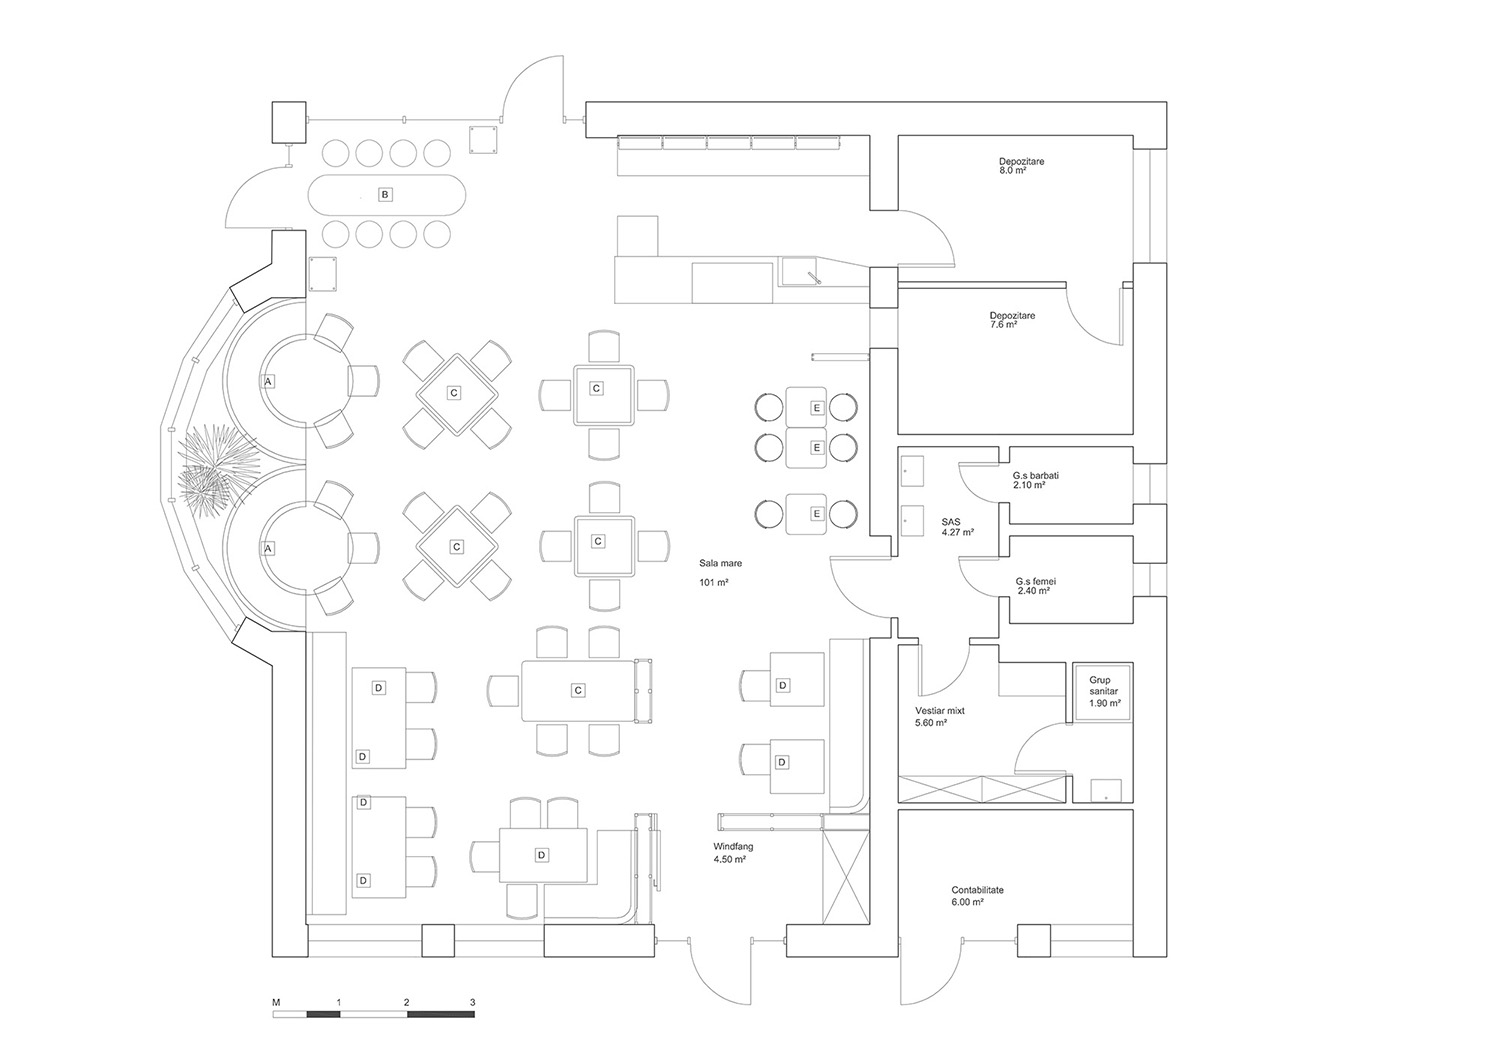 Depozitare
8.0 m²
B
Depozitare
7.6 m²
A
C
C
E
E
G.s barbati
2.10 m²
E
SAS
4.27 m²
A
C
C
Sala mare
101 m²
G.s femei
2.40 m²
D
C
D
Grup
sanitar
1.90 m²
Vestiar mixt
5.60 m²
D
D
D
Windfang
4.50 m²
D
D
Contabilitate
6.00 m²
M 1 2 3